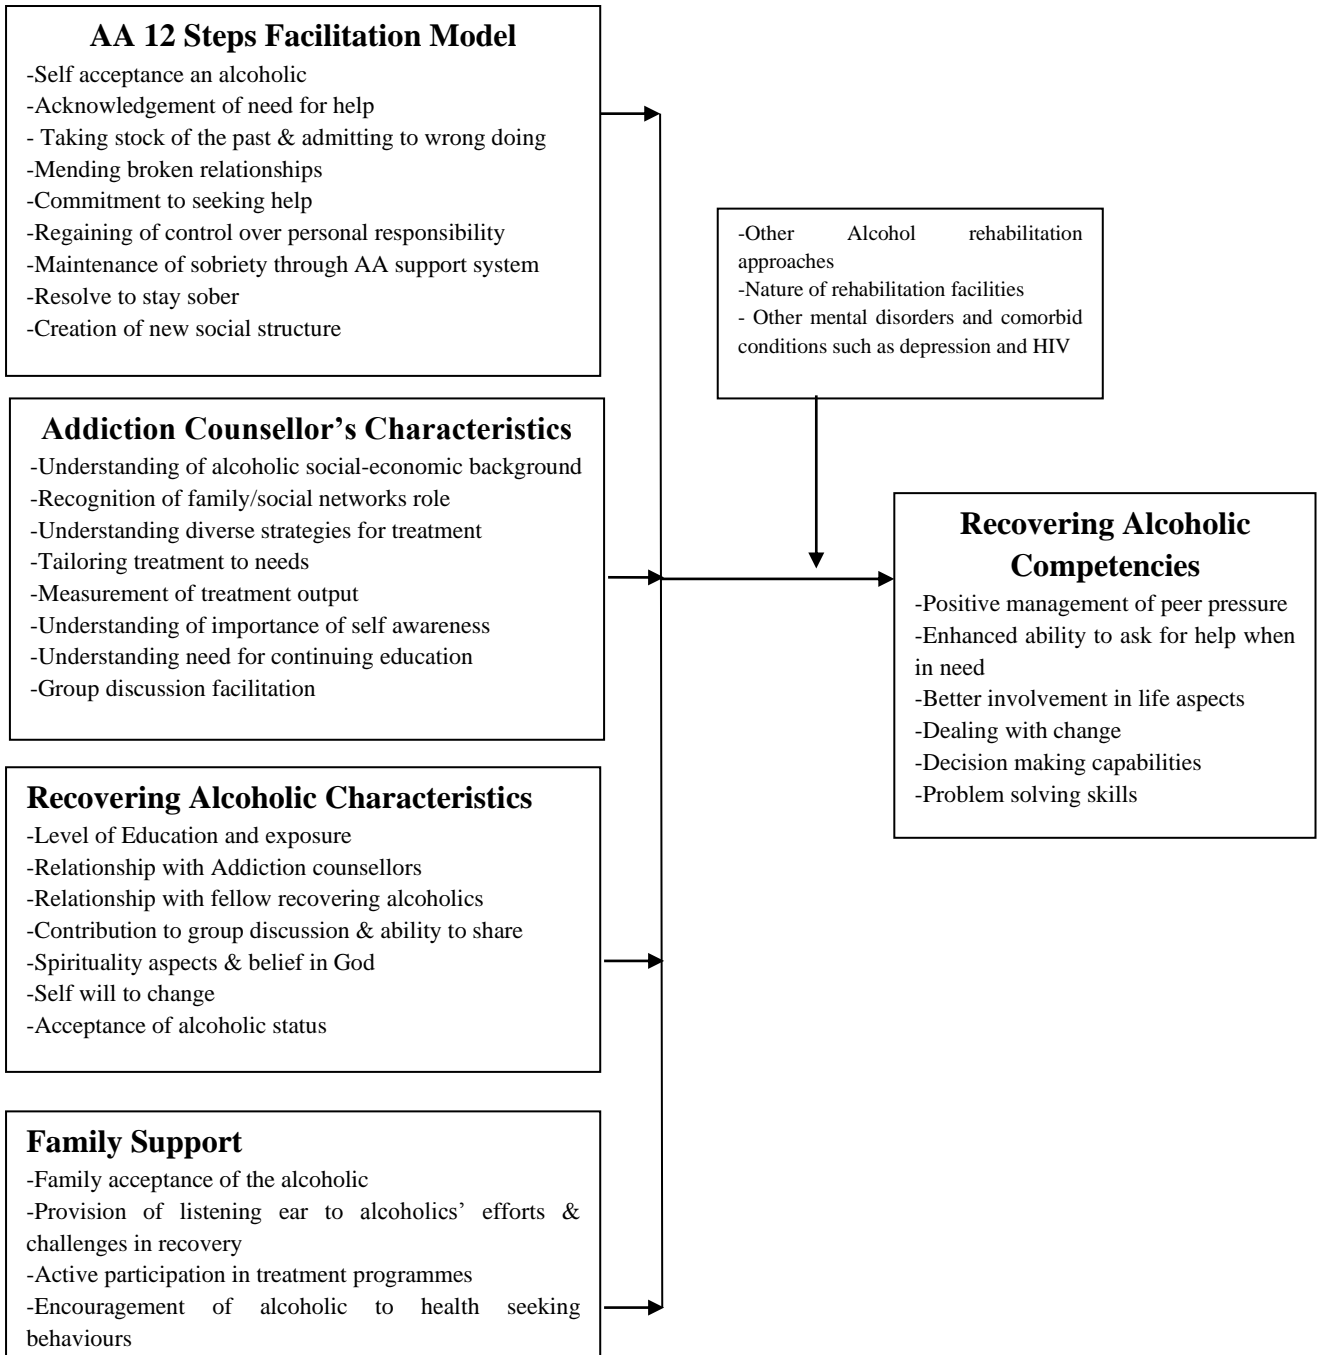 AA 12 Steps Facilitation Model
-Self acceptance an alcoholic
-Acknowledgement of need for help
- Taking stock of the past & admitting to wrong doing
-Mending broken relationships
-Commitment to seeking help
-Regaining of control over personal responsibility
-Maintenance of sobriety through AA support system
-Resolve to stay sober
-Creation of new social structure
Addiction Counsellor’s Characteristics
-Understanding of alcoholic social-economic background
-Recognition of family/social networks role
-Understanding diverse strategies for treatment
-Tailoring treatment to needs
-Measurement of treatment output
-Understanding of importance of self awareness
-Understanding need for continuing education
-Group discussion facilitation
Recovering Alcoholic Characteristics
-Level of Education and exposure
-Relationship with Addiction counsellors
-Relationship with fellow recovering alcoholics
-Contribution to group discussion & ability to share
-Spirituality aspects & belief in God
-Self will to change
-Acceptance of alcoholic status
Family Support
-Family acceptance of the alcoholic
-Provision of listening ear to alcoholics’ efforts &
challenges in recovery
-Active participation in treatment programmes
-Encouragement of alcoholic to health seeking
behaviours
-Other Alcohol rehabilitation
approaches
-Nature of rehabilitation facilities
- Other mental disorders and comorbid
conditions such as depression and HIV
Recovering Alcoholic
Competencies
-Positive management of peer pressure
-Enhanced ability to ask for help when
in need
-Better involvement in life aspects
-Dealing with change
-Decision making capabilities
-Problem solving skills